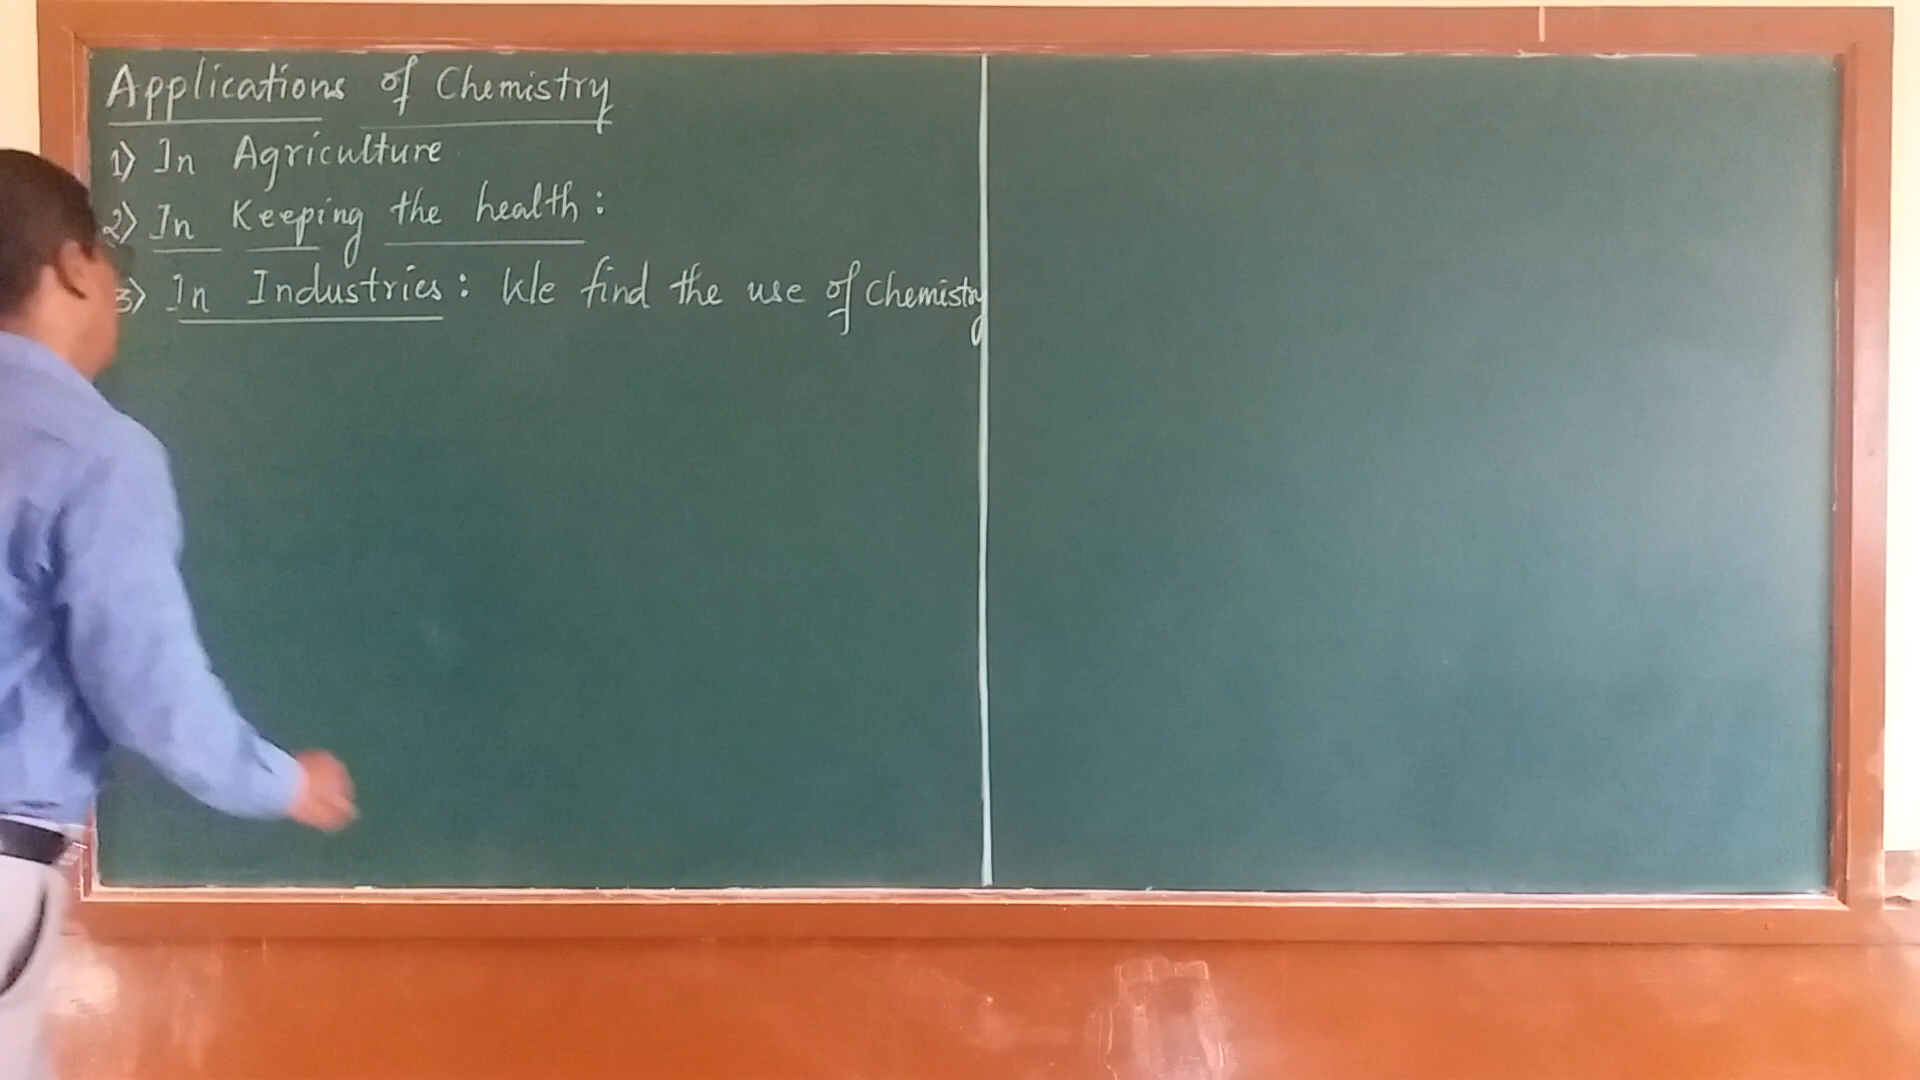 Applications of Chemistry
1) In Agriculture
2) In Keeping the health :
3) In Industries : We find the use of Chemistry